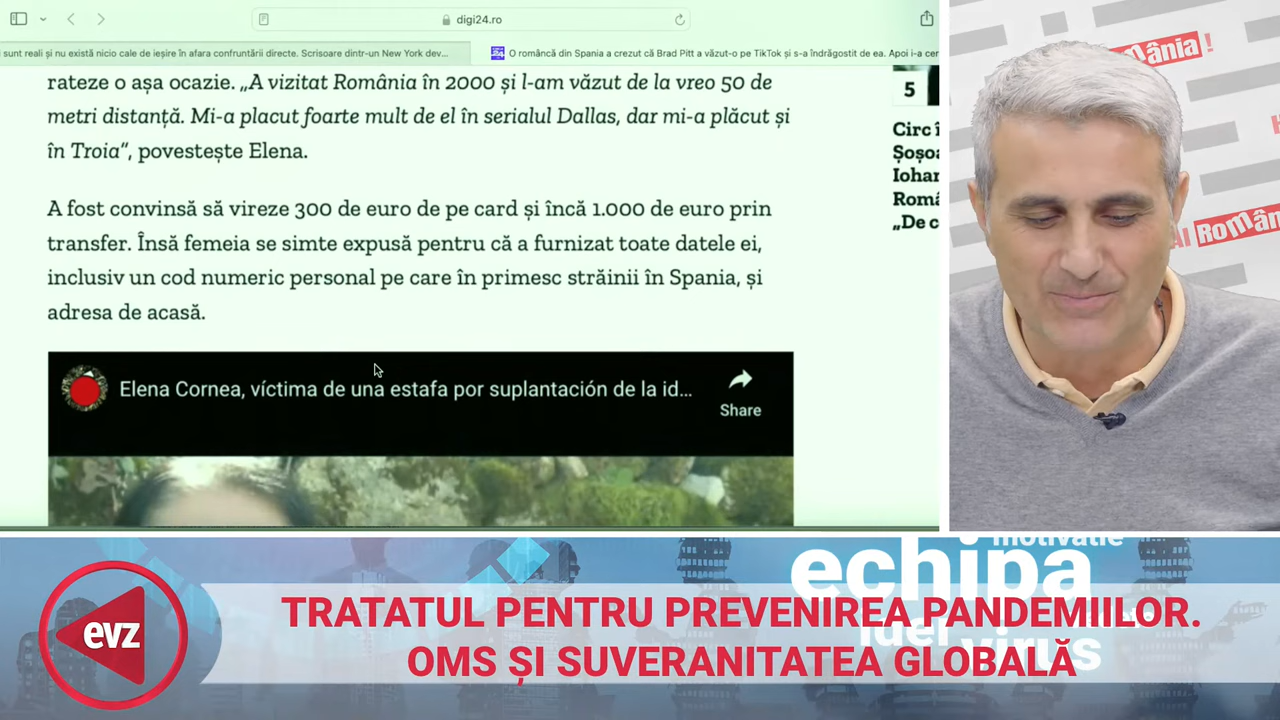 digi24.ro
sunt reali și nu există nicio cale de ieșire în afara confruntării directe. Scrisoare dintr-un New York dev...
O româncă din Spania a crezut că Brad Pitt a văzut-o pe TikTok și s-a îndrăgostit de ea. Apoi i-a cer
rateze o așa ocazie. „A vizitat România în 2000 și l-am văzut de la vreo 50 de
metri distanță. Mi-a placut foarte mult de el în serialul Dallas, dar mi-a plăcut și
în Troia“, povestește Elena.
A fost convinsă să vireze 300 de euro de pe card și încă 1.000 de euro prin
transfer. Însă femeia se simte expusă pentru că a furnizat toate datele ei,
inclusiv un cod numeric personal pe care în primesc străinii în Spania, și
adresa de acasă.
Elena Cornea, víctima de una estafa por suplantación de la id...
Share
5
Circ î
Șoșoa
Iohar
Româ
„De c
mânia!
AI România
motivatie
echipa
idei
virus
evz
TRATATUL PENTRU PREVENIREA PANDEMIILOR.
OMS ȘI SUVERANITATEA GLOBALĂ